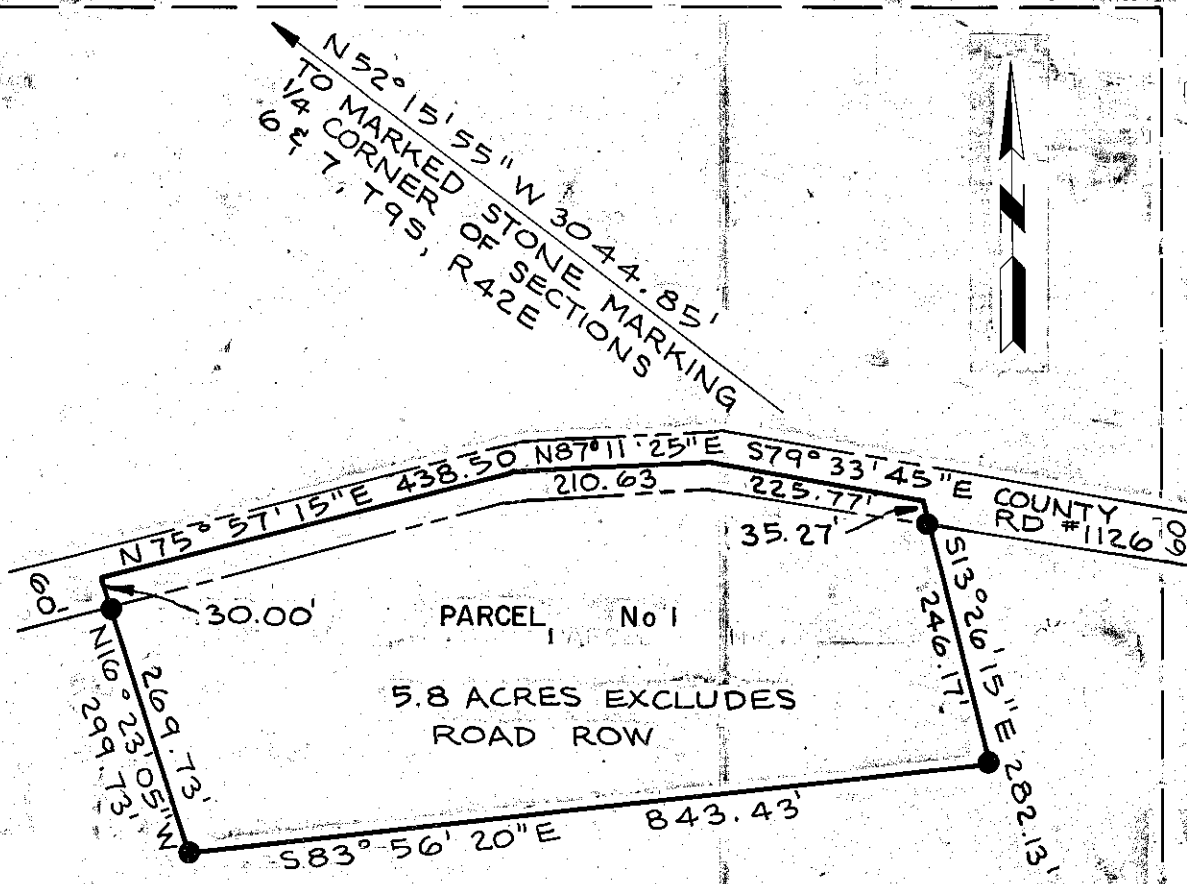 N 52° 15' 55" W 3044.85'
TO MARKED STONE MARKING
1/4 CORNER OF SECTIONS
6 & 7, T9S, R42E
N
N 75° 57' 15" E 438.50
N87° 11' 25" E
210.63
S79° 33' 45" E
225.77'
COUNTY
RD #1126
60
35.27'
60'
30.00'
PARCEL No 1
5.8 ACRES EXCLUDES
ROAD ROW
N16° 23' 05" W
269.73'
299.73'
S13° 26' 15" E
246.17'
282.13'
S83° 56' 20" E 843.43'